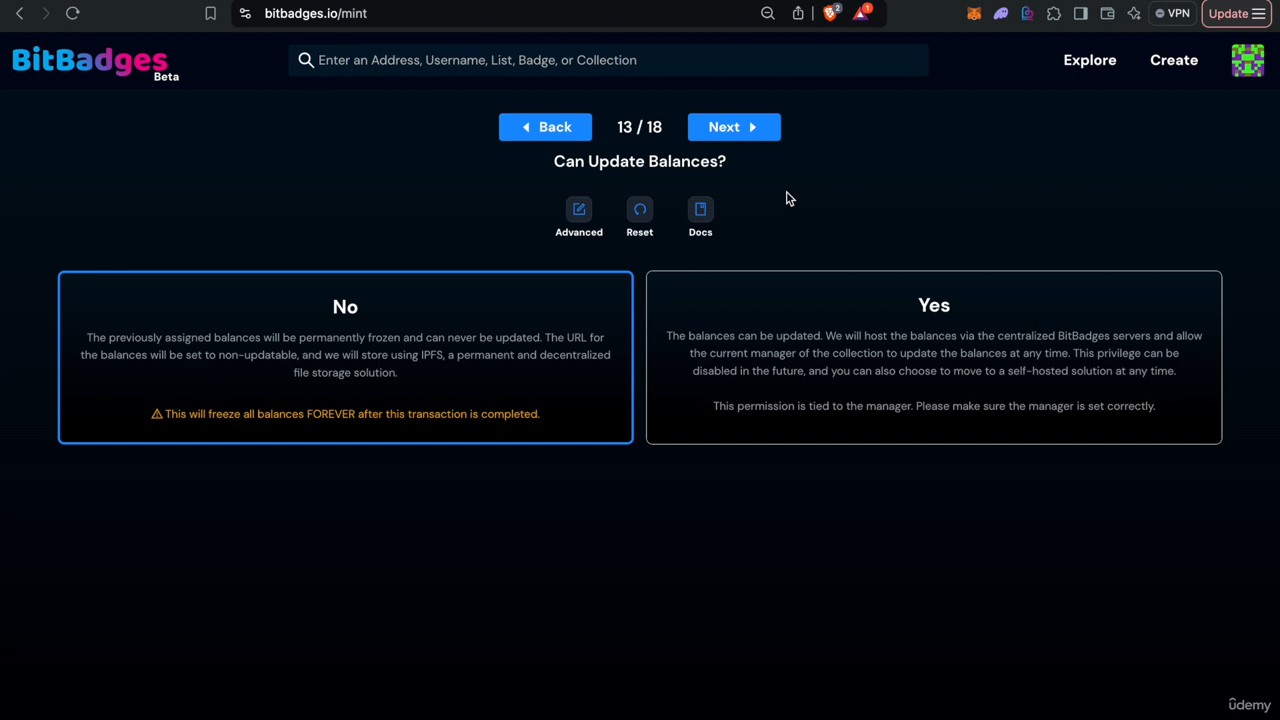 bitbadges.io/mint
2
1
VPN
Update
BitBadges
Beta
Enter an Address, Username, List, Badge, or Collection
Explore
Create
Back
13 / 18
Next
Can Update Balances?
Advanced
Reset
Docs
No
The previously assigned balances will be permanently frozen and can never be updated. The URL for
the balances will be set to non-updatable, and we will store using IPFS, a permanent and decentralized
file storage solution.
This will freeze all balances FOREVER after this transaction is completed.
Yes
The balances can be updated. We will host the balances via the centralized BitBadges servers and allow
the current manager of the collection to update the balances at any time. This privilege can be
disabled in the future, and you can also choose to move to a self-hosted solution at any time.
This permission is tied to the manager. Please make sure the manager is set correctly.
ûdemy